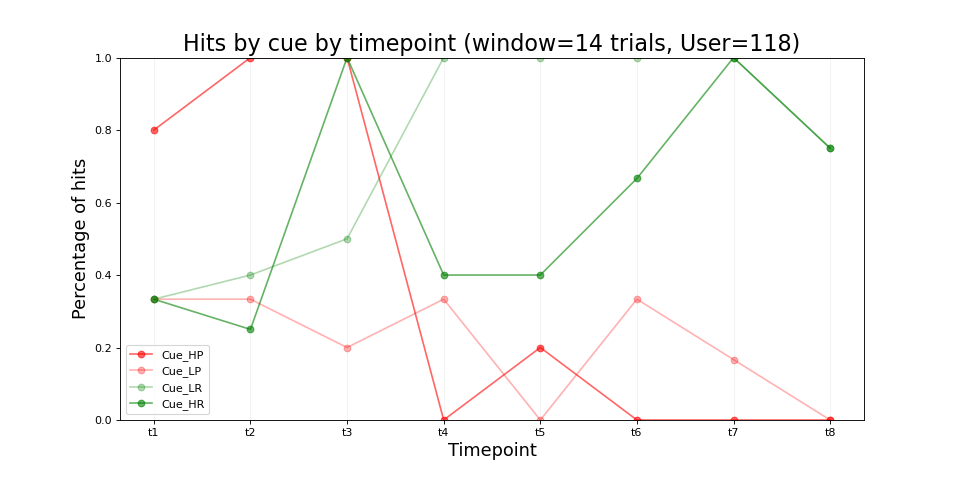 Hits by cue by timepoint (window=14 trials, User=118)
Percentage of hits
1.0
0.8
0.6
0.4
0.2
0.0
Cue_HP
Cue_LP
Cue_LR
Cue_HR
t1 t2 t3 t4 t5 t6 t7 t8
Timepoint